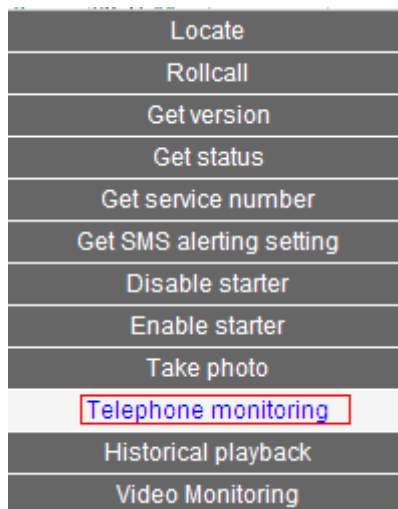 Locate
Rollcall
Get version
Get status
Get service number
Get SMS alerting setting
Disable starter
Enable starter
Take photo
Telephone monitoring
Historical playback
Video Monitoring